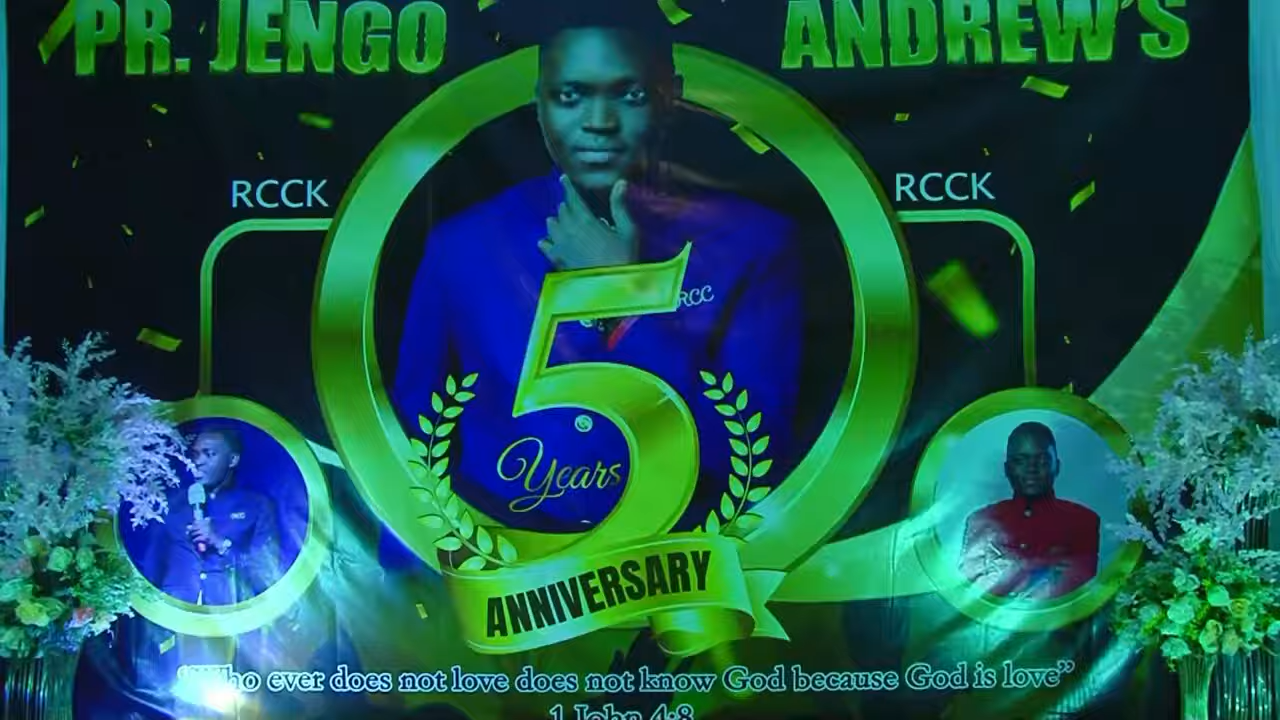 PR. JENGO ANDREW'S
RCCK
RCCK
RCC
5
Years
ANNIVERSARY
"Who ever does not love does not know God because God is love"
1 John 4:8